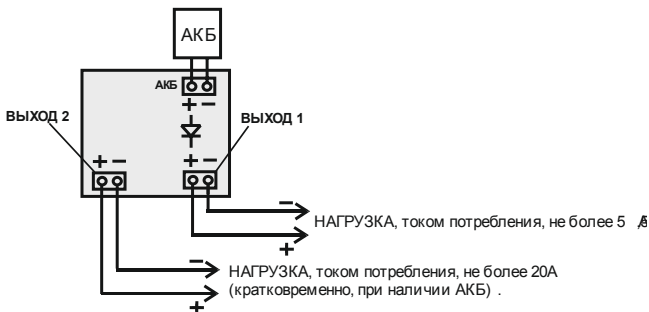 АКБ
АКБ
+ −
ВЫХОД 2
ВЫХОД 1
+ −
+ −
−
НАГРУЗКА, током потребления, не более 5
+
−
НАГРУЗКА, током потребления, не более 20А
(кратковременно, при наличии АКБ) .
+